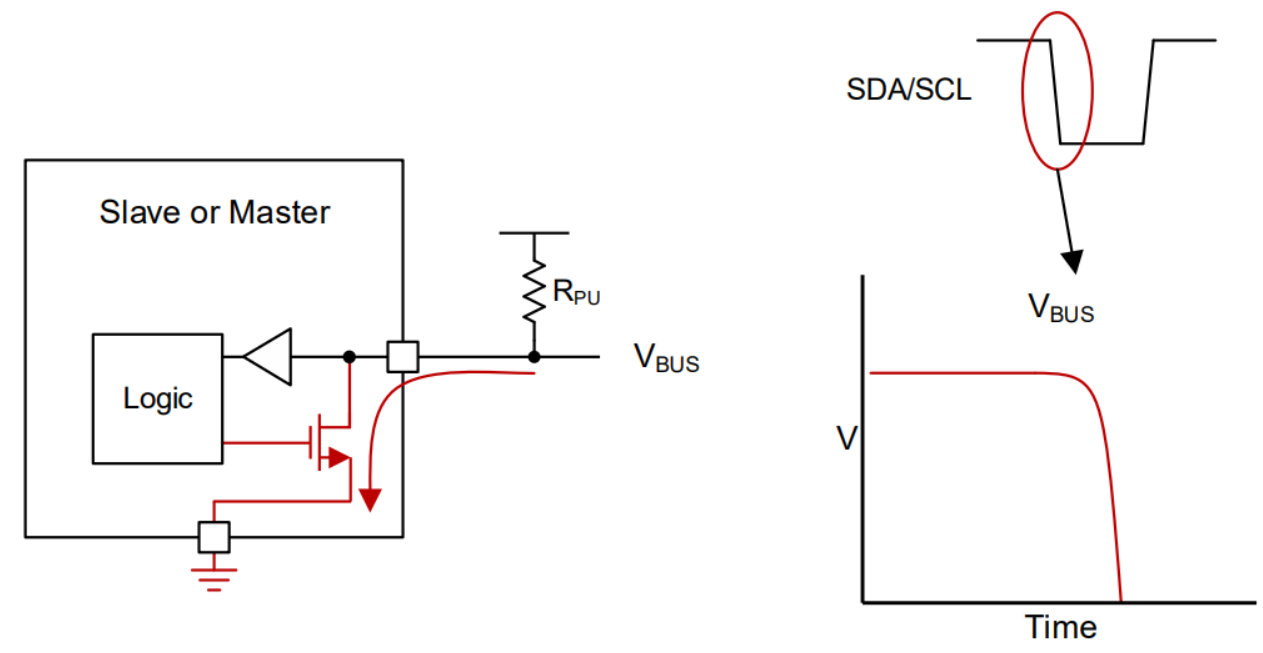 SDA/SCL
Slave or Master
RPU
VBUS
VBUS
Logic
V
Time